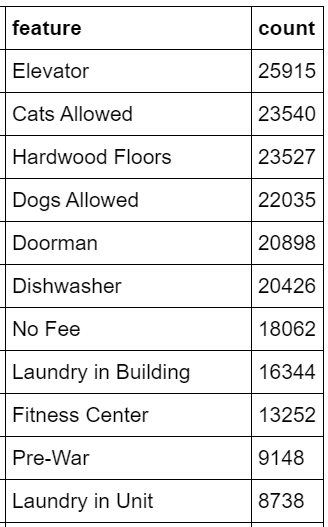 feature count
Elevator 25915
Cats Allowed 23540
Hardwood Floors 23527
Dogs Allowed 22035
Doorman 20898
Dishwasher 20426
No Fee 18062
Laundry in Building 16344
Fitness Center 13252
Pre-War 9148
Laundry in Unit 8738